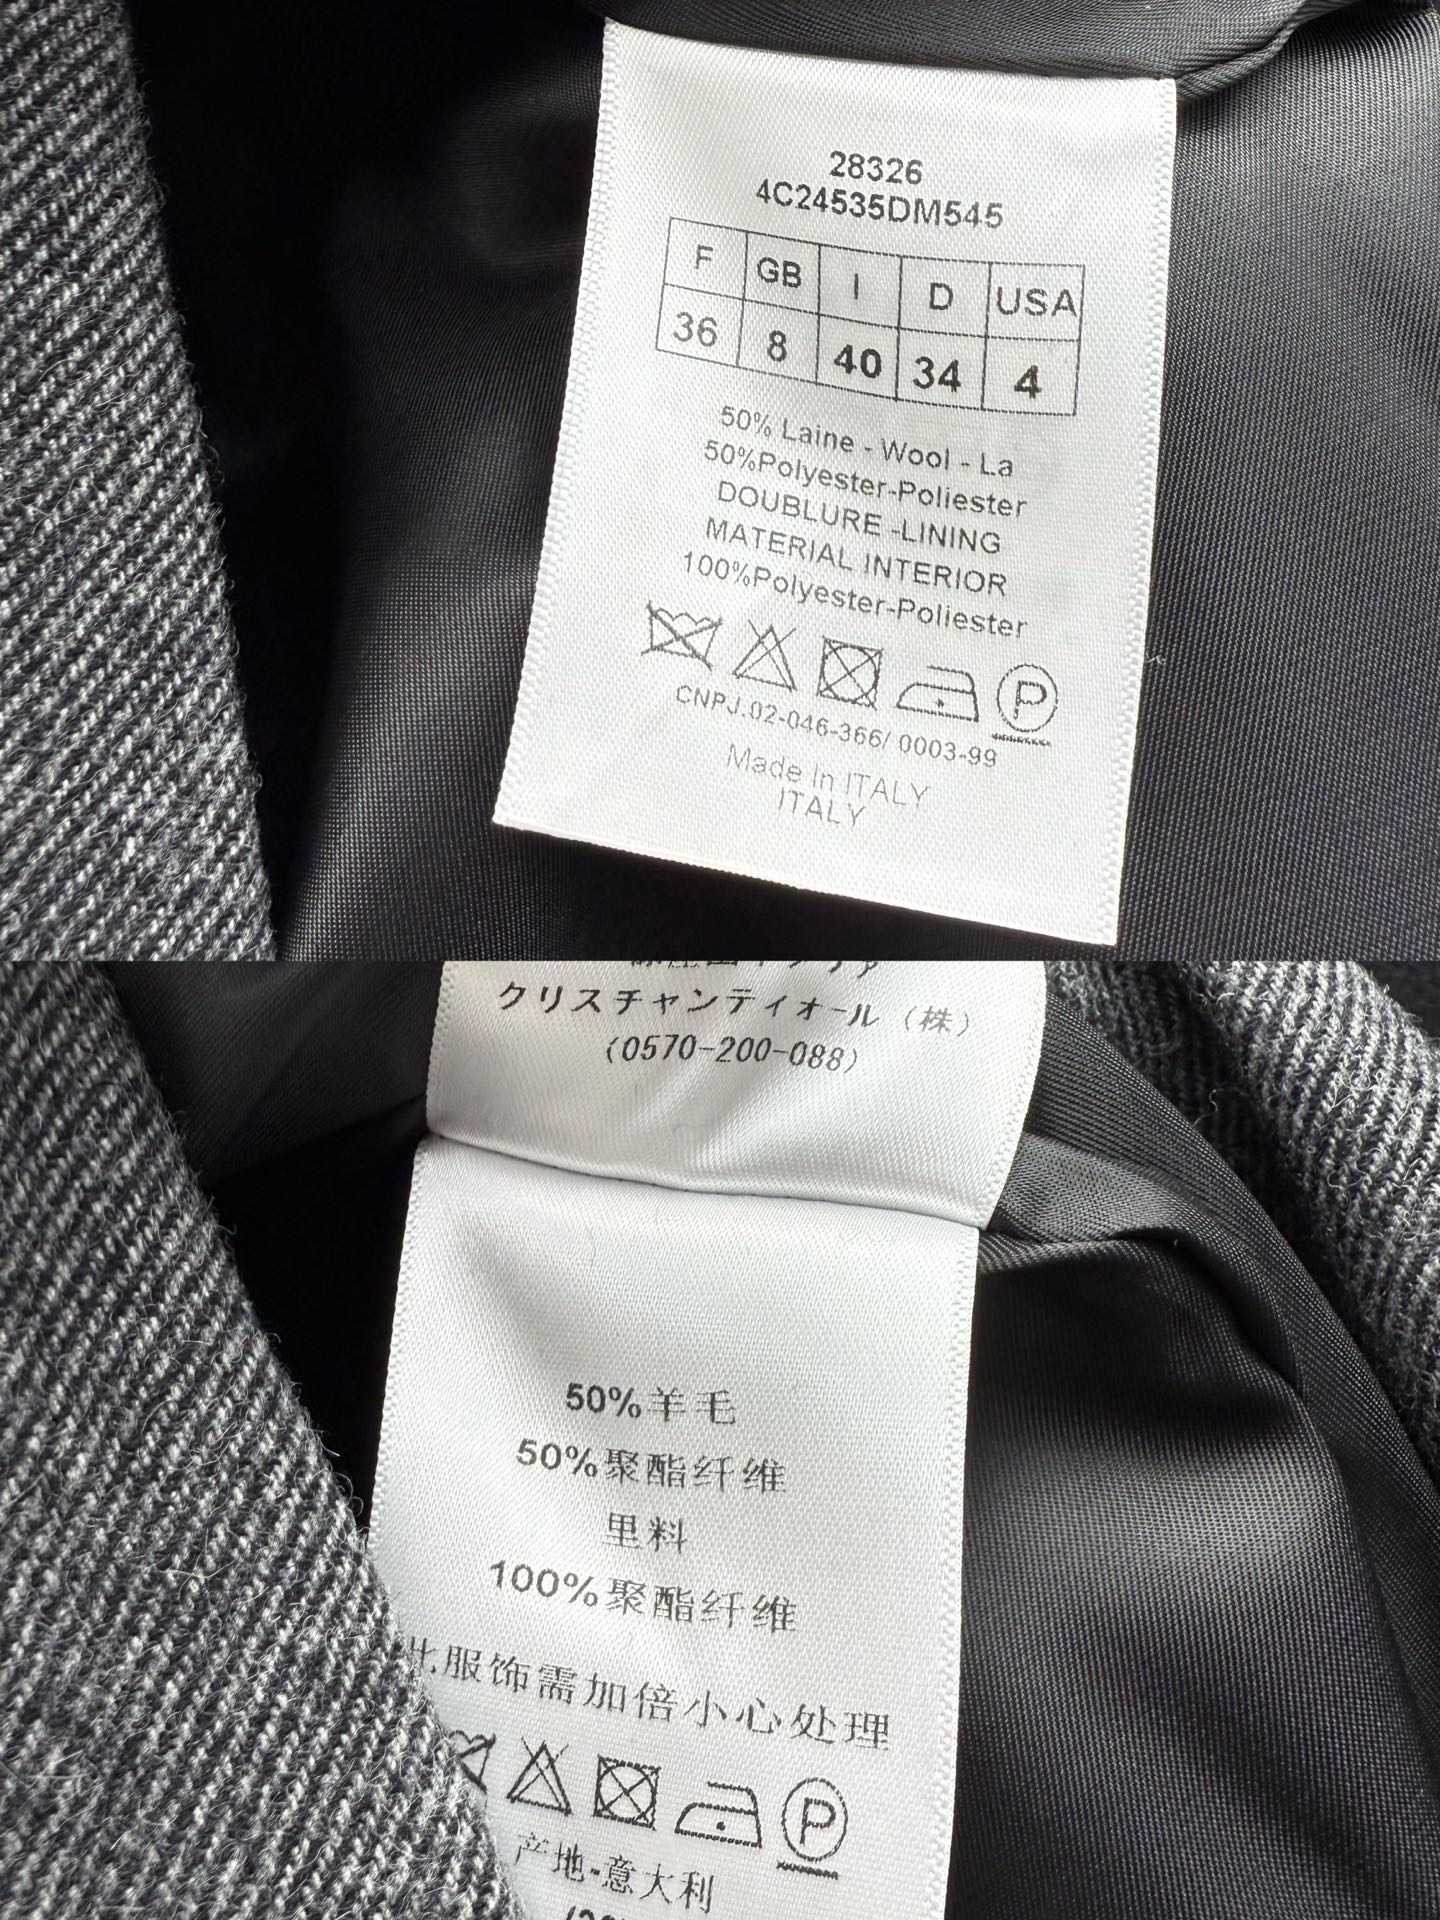 28326
4C24535DM545
F GB I D USA
36 8 40 34 4
50% Laine - Wool - La
50%Polyester-Poliester
DOUBLURE -LINING
MATERIAL INTERIOR
100%Polyester-Poliester
P
CNPJ.02-046-366/ 0003-99
Made In ITALY
ITALY
クリスチャンディオール（株）
(0570-200-088)
50%羊毛
50%聚酯纤维
里料
100%聚酯纤维
此服饰需加倍小心处理
P
产地-意大利